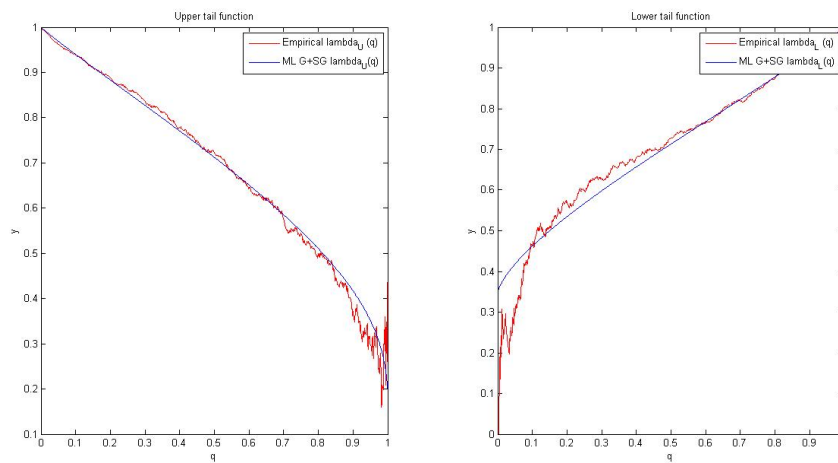 Upper tail function
Empirical lambda_U (q)
ML G+SG lambda_U(q)
1
0.9
0.8
0.7
0.6
0.5
0.4
0.3
0.2
0.1
y
0 0.1 0.2 0.3 0.4 0.5 0.6 0.7 0.8 0.9 1
q
Lower tail function
Empirical lambda_L (q)
ML G+SG lambda_L(q)
1
0.9
0.8
0.7
0.6
0.5
0.4
0.3
0.2
0.1
0
y
0 0.1 0.2 0.3 0.4 0.5 0.6 0.7 0.8 0.9
q